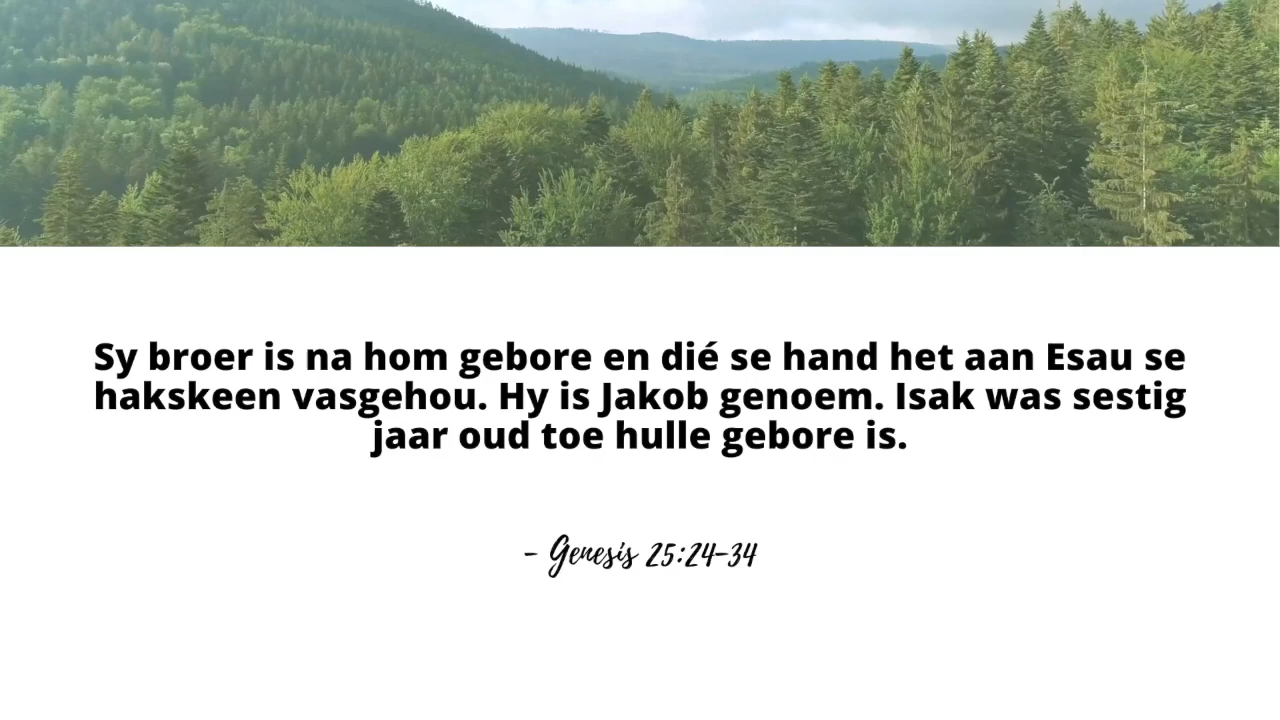 Sy broer is na hom gebore en dié se hand het aan Esau se
hakskeen vasgehou. Hy is Jakob genoem. Isak was sestig
jaar oud toe hulle gebore is.
- Genesis 25:24-34